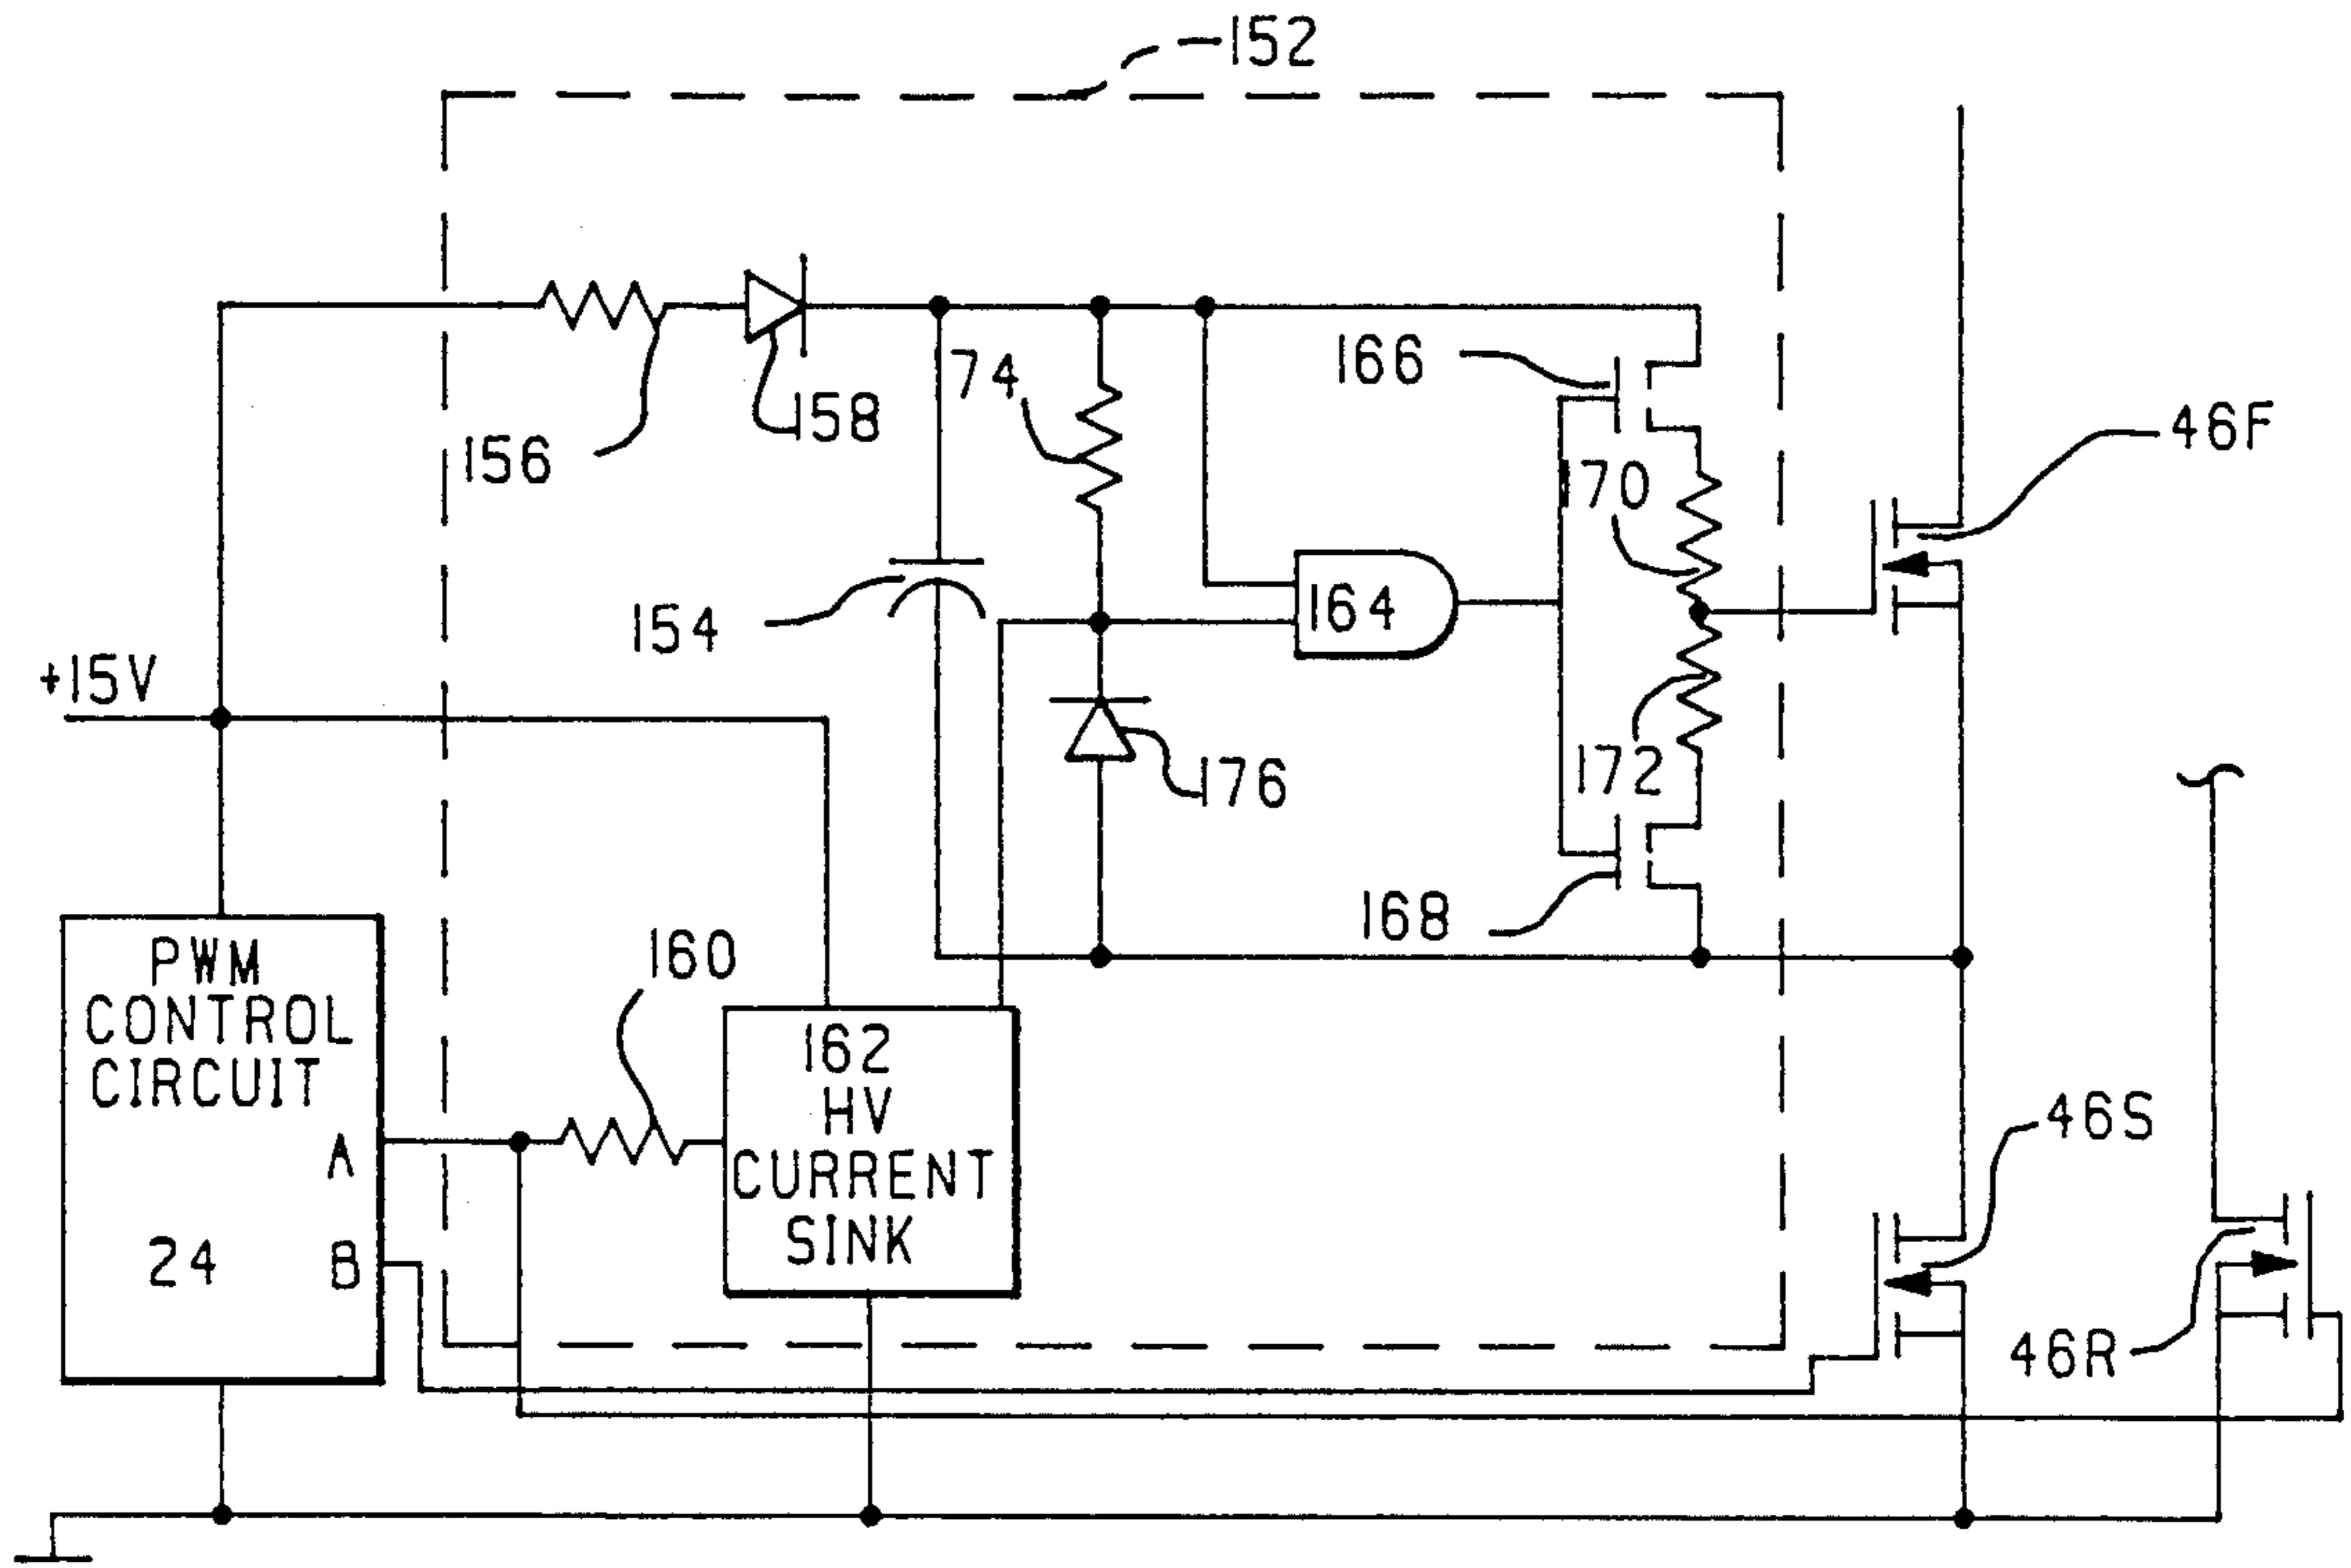 152
166
74
158
46F
156
170
154
164
+15V
172
176
168
160
PWM
CONTROL
CIRCUIT
162
HV
CURRENT
SINK
A
46S
24
B
46R